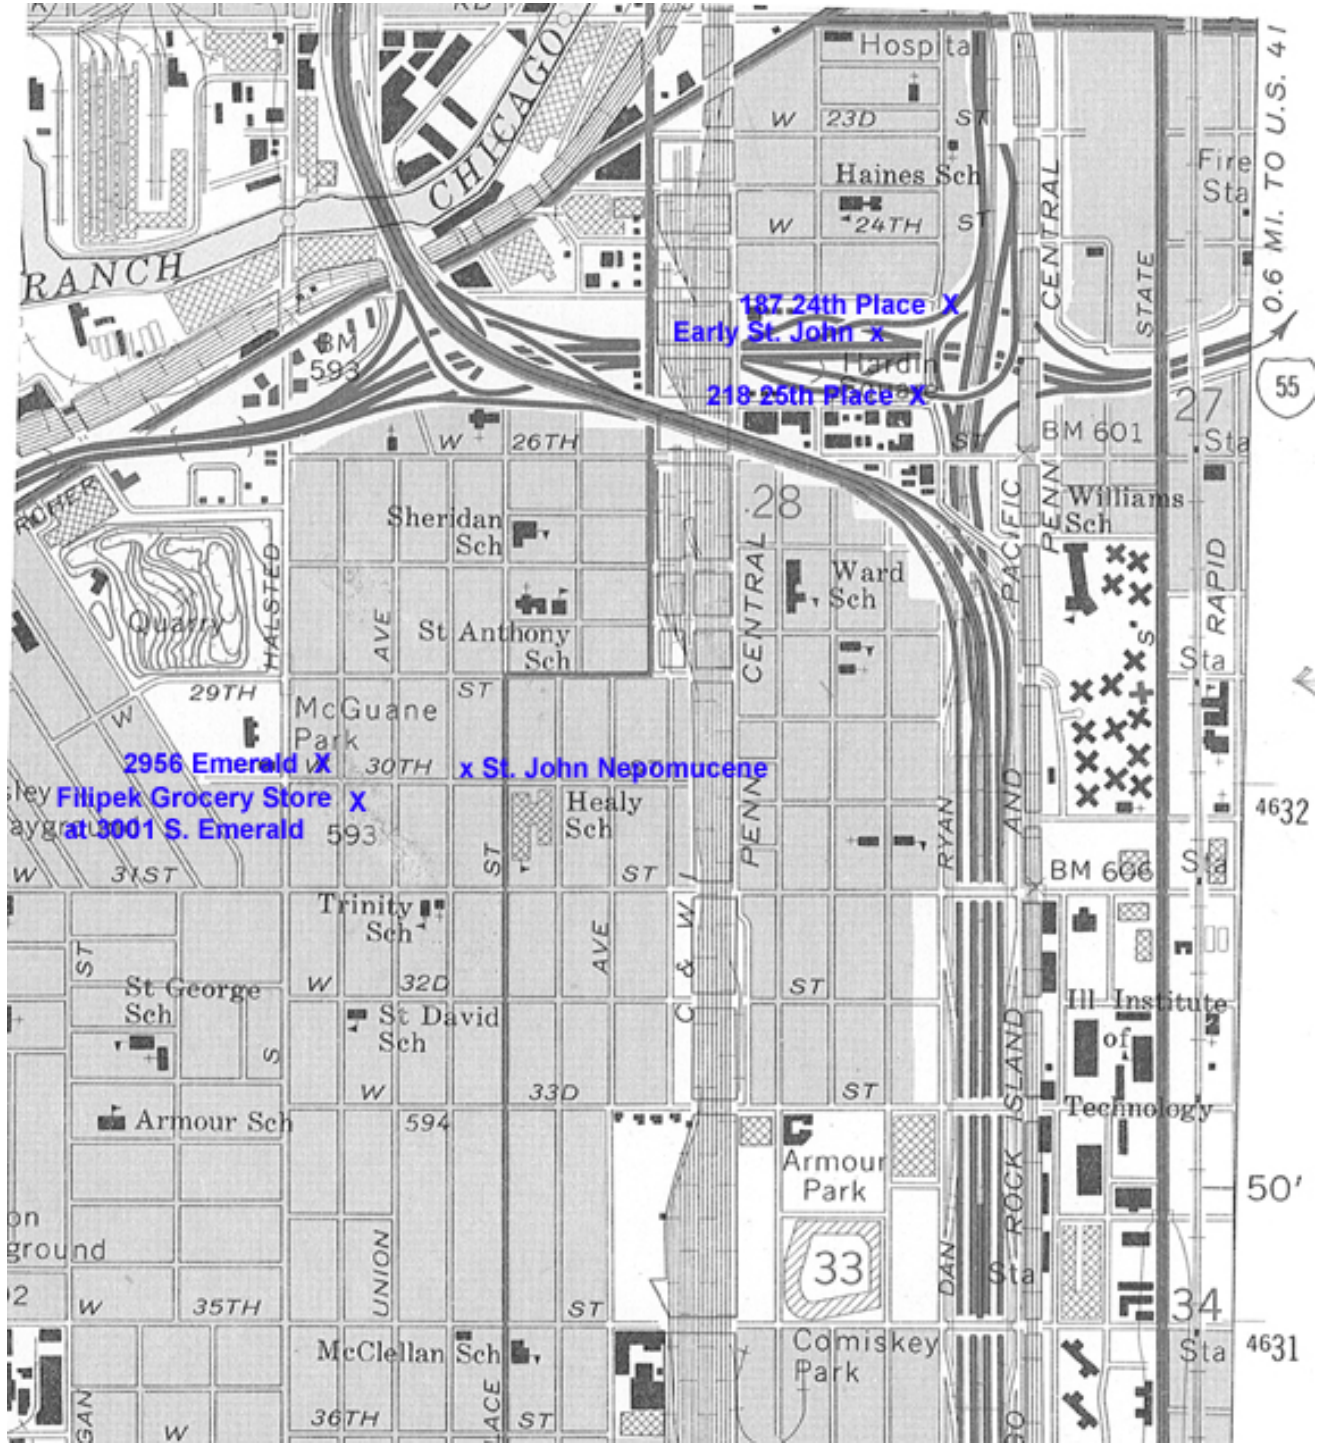 RD
CHICAGO
Hospital
W 23D ST
Haines Sch
W 24TH ST
CENTRAL
STATE
Fire
Sta
0.6 MI. TO U.S. 41
RANCH
187 24th Place X
Early St. John x
BM
593
Hardin
Square
218 25th Place X
55
27
Sta
W 26TH ST
BM 601
ARCHER
Sheridan
Sch
28
PACIFIC
PENN
Williams
Sch
Quarry
HALSTED
AVE
St Anthony
Sch
CENTRAL
Ward
Sch
RAPID
S
Sta
29TH ST
W
McGuane
Park
2956 Emerald X
W 30TH
x St. John Nepomucene
Filipek Grocery Store X
at 3001 S. Emerald
593
Healy
Sch
PENN
RYAN
AND
4632
W 31ST ST
ST
BM 606
Sta
Trinity
Sch
AVE
C & W I
ST
W 32D ST
St George
Sch
St David
Sch
S
Ill Institute
of
Technology
W 33D ST
Armour Sch
594
ROCK ISLAND
Armour
Park
50'
ground
33
UNION
DAN
Sta
34
W 35TH ST
McClellan Sch
Comiskey
Park
Sta
4631
36TH ST
W